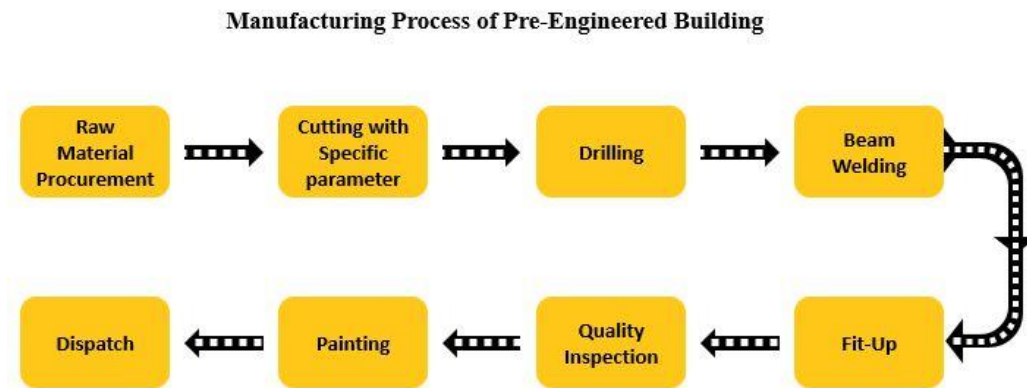 Manufacturing Process of Pre-Engineered Building
Raw
Material
Procurement
Cutting with
Specific
parameter
Drilling
Beam
Welding
Fit-Up
Quality
Inspection
Painting
Dispatch